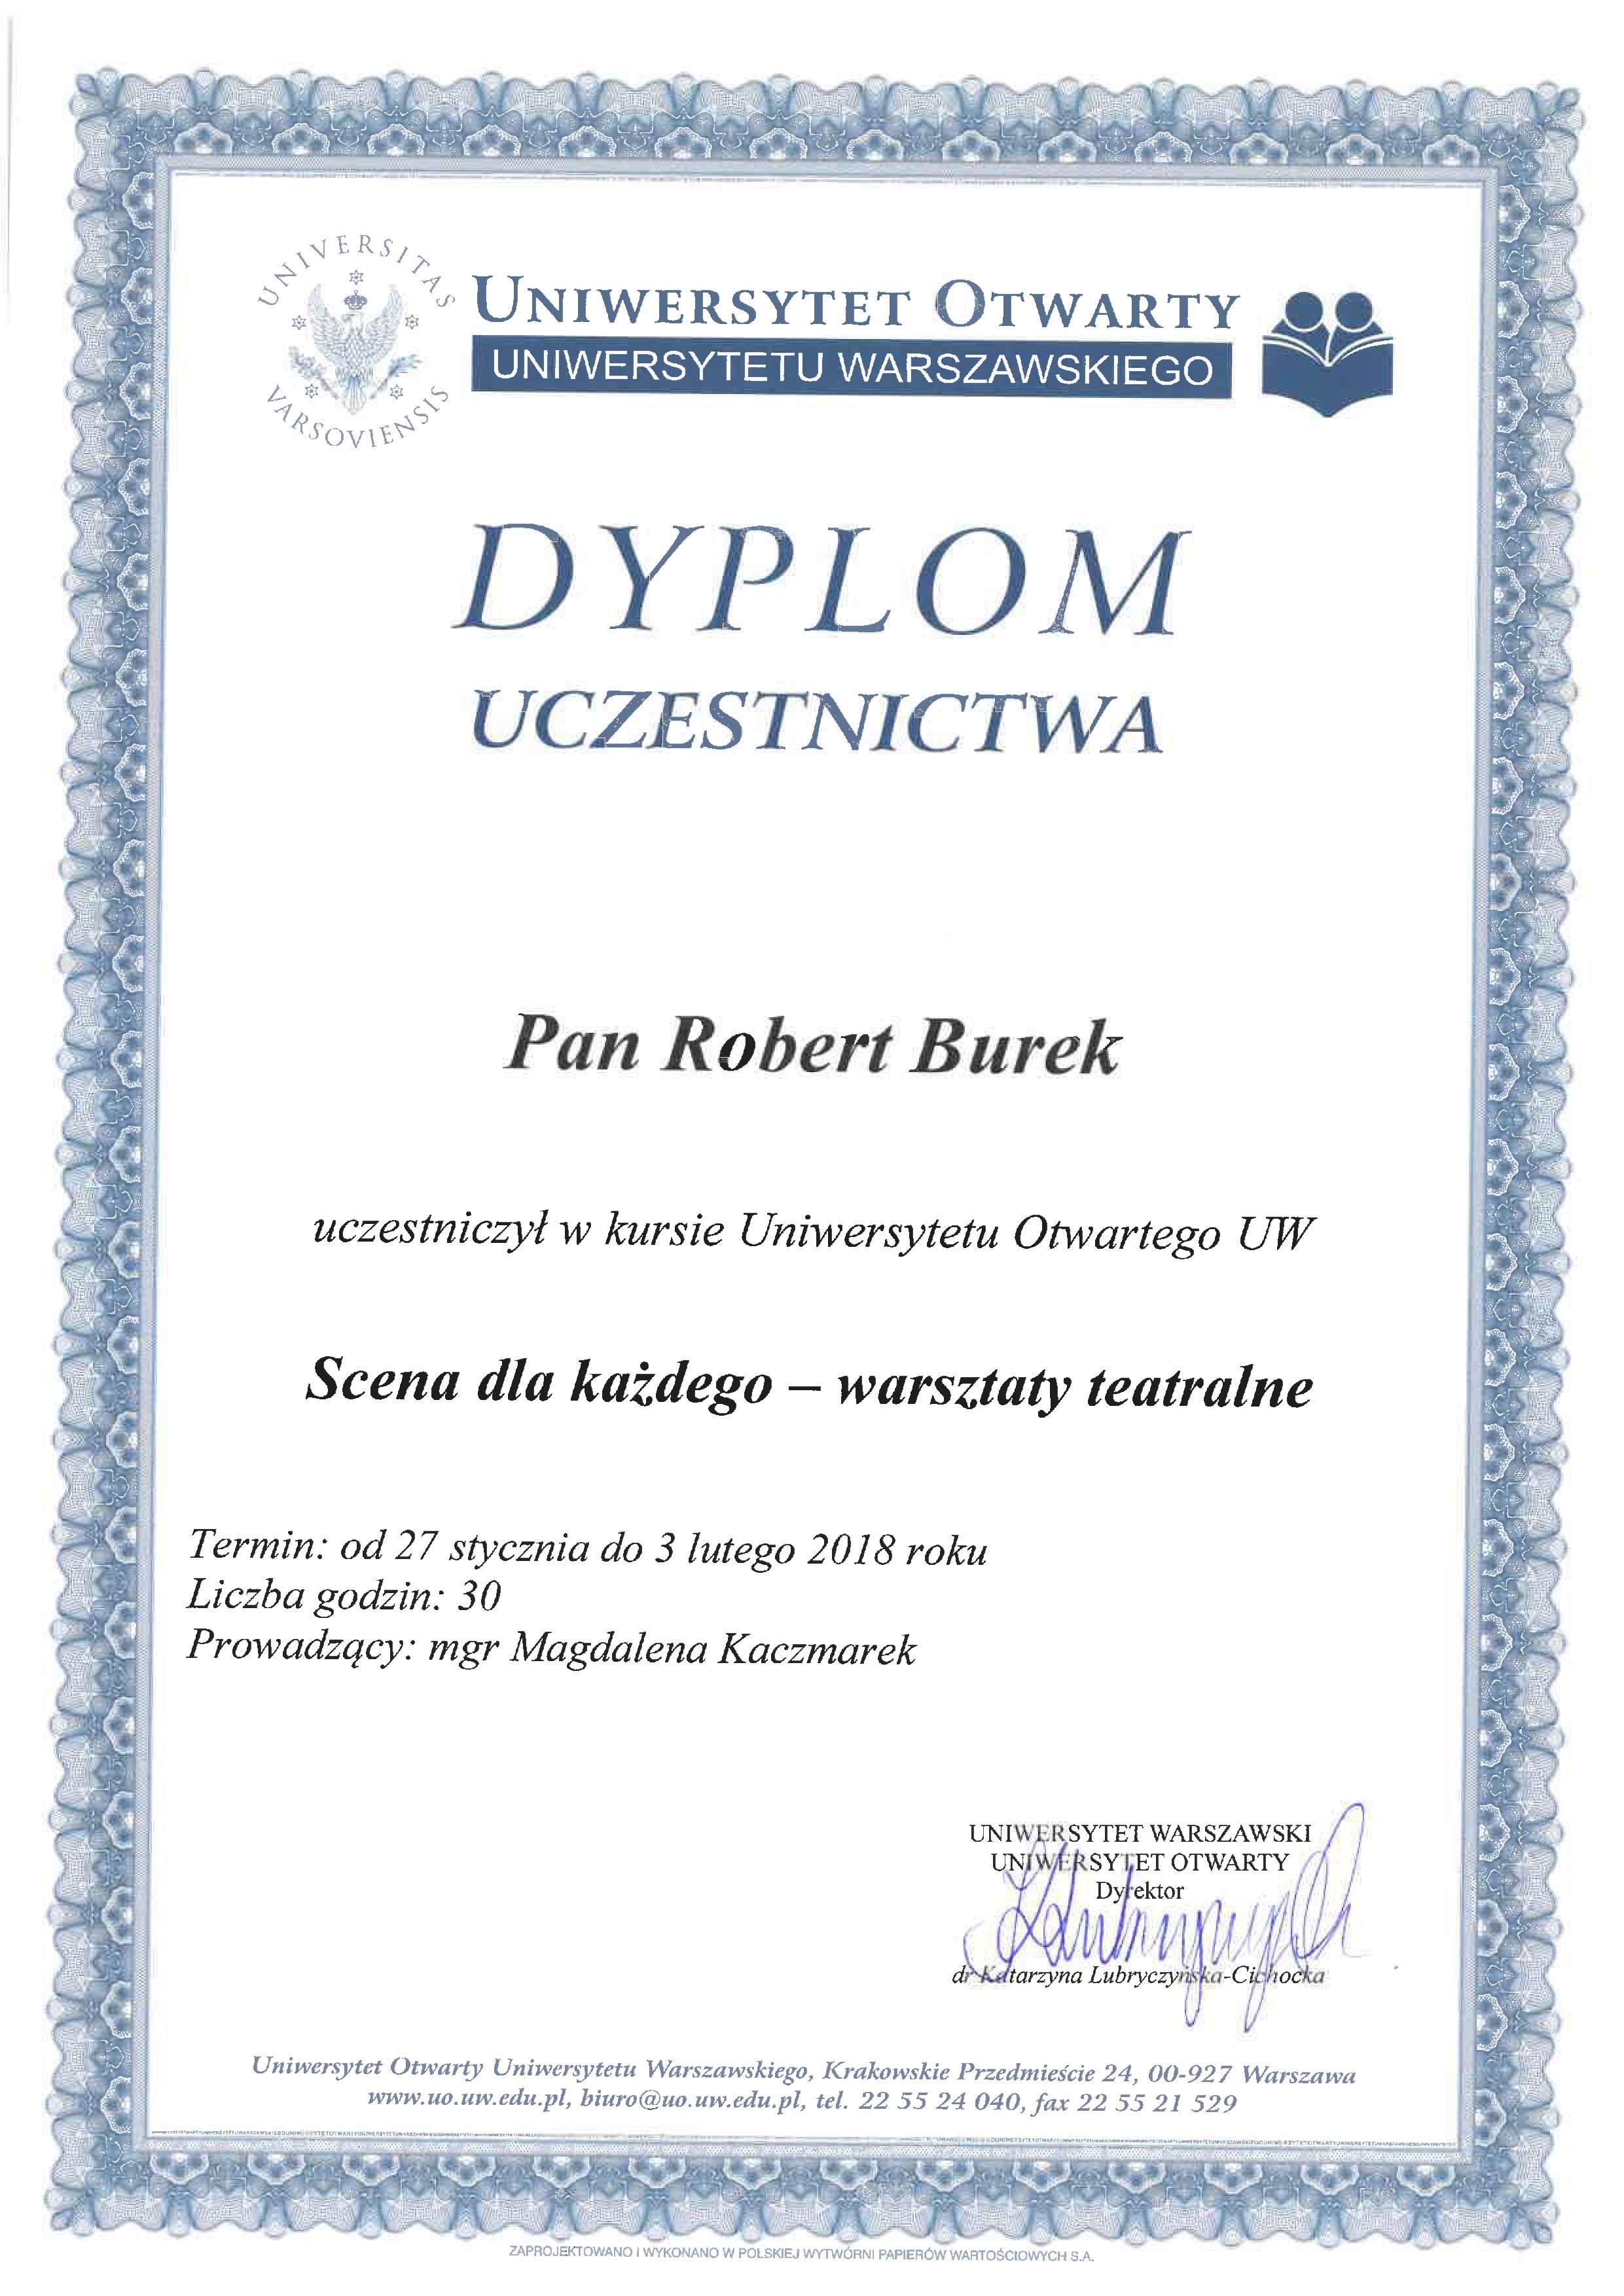 UNIVERSITAS
VARSOVIENSIS
UNIWERSYTET OTWARTY
UNIWERSYTETU WARSZAWSKIEGO
DYPLOM
UCZESTNICTWA
Pan Robert Burek
uczestniczył w kursie Uniwersytetu Otwartego UW
Scena dla każdego – warsztaty teatralne
Termin: od 27 stycznia do 3 lutego 2018 roku
Liczba godzin: 30
Prowadzący: mgr Magdalena Kaczmarek
UNIWERSYTET WARSZAWSKI
UNIWERSYTET OTWARTY
Dyrektor
dr Katarzyna Lubryczyńska-Cichocka
Uniwersytet Otwarty Uniwersytetu Warszawskiego, Krakowskie Przedmieście 24, 00-927 Warszawa
www.uo.uw.edu.pl, biuro@uo.uw.edu.pl, tel. 22 55 24 040, fax 22 55 21 529
ZAPROJEKTOWANO I WYKONANO W POLSKIEJ WYTWÓRNI PAPIERÓW WARTOŚCIOWYCH S.A.